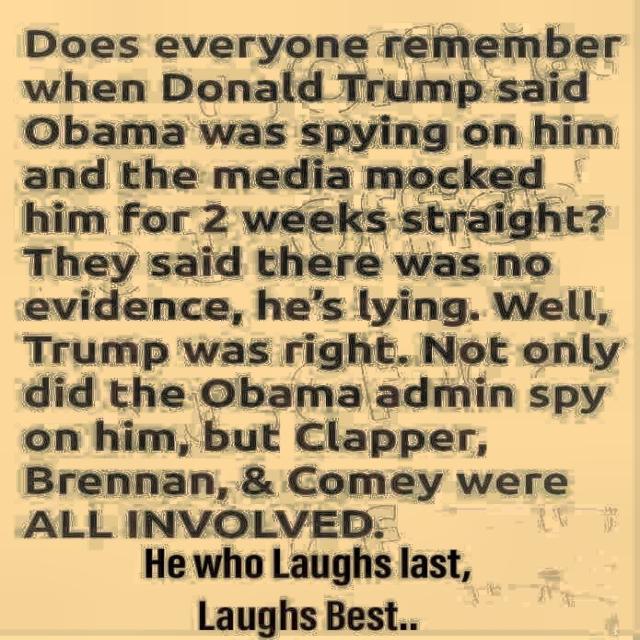 Does everyone remember
when Donald Trump said
Obama was spying on him
and the media mocked
him for 2 weeks straight?
They said there was no
evidence, he's lying. Well,
Trump was right. Not only
did the Obama admin spy
on him, but Clapper,
Brennan, & Comey were
ALL INVOLVED.
He who Laughs last,
Laughs Best..